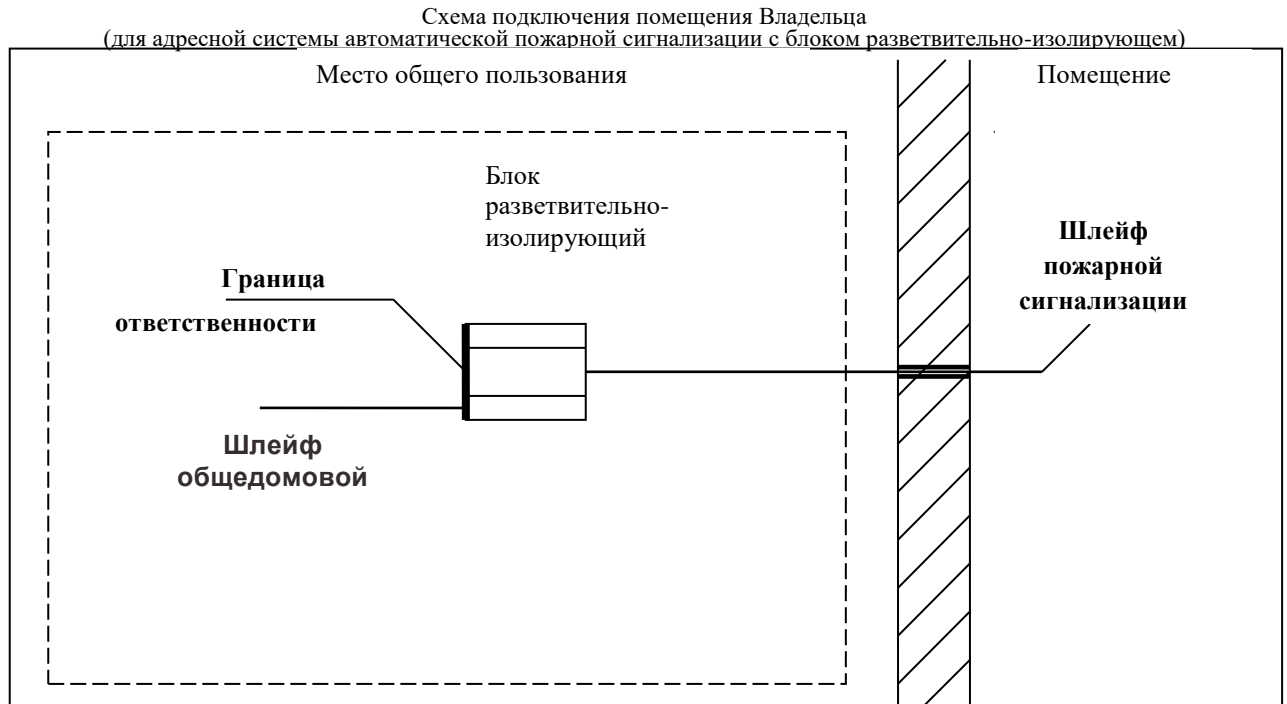 Схема подключения помещения Владельца
(для адресной системы автоматической пожарной сигнализации с блоком разветвительно-изолирующем)
Место общего пользования
Помещение
Блок
разветвительно-
изолирующий
Граница
ответственности
Шлейф
пожарной
сигнализации
Шлейф
общедомовой